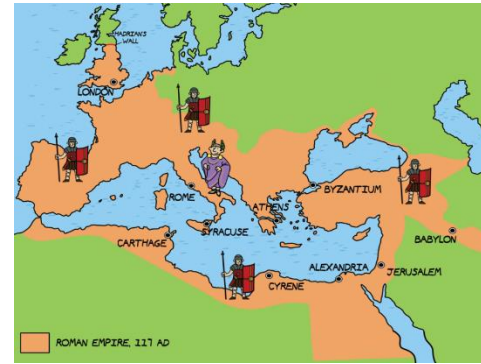 HADRIAN'S
WALL
LONDON
ROME
BYZANTIUM
ATHENS
SYRACUSE
CARTHAGE
BABYLON
ALEXANDRIA
JERUSALEM
CYRENE
ROMAN EMPIRE, 117 AD